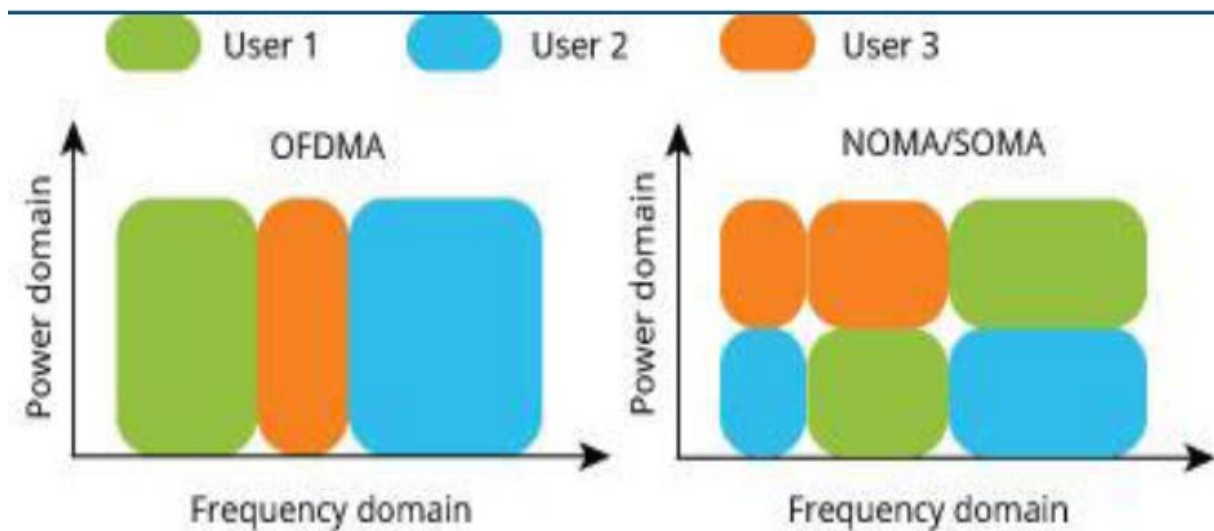 User 1
User 2
User 3
OFDMA
Power domain
Frequency domain
NOMA/SOMA
Power domain
Frequency domain